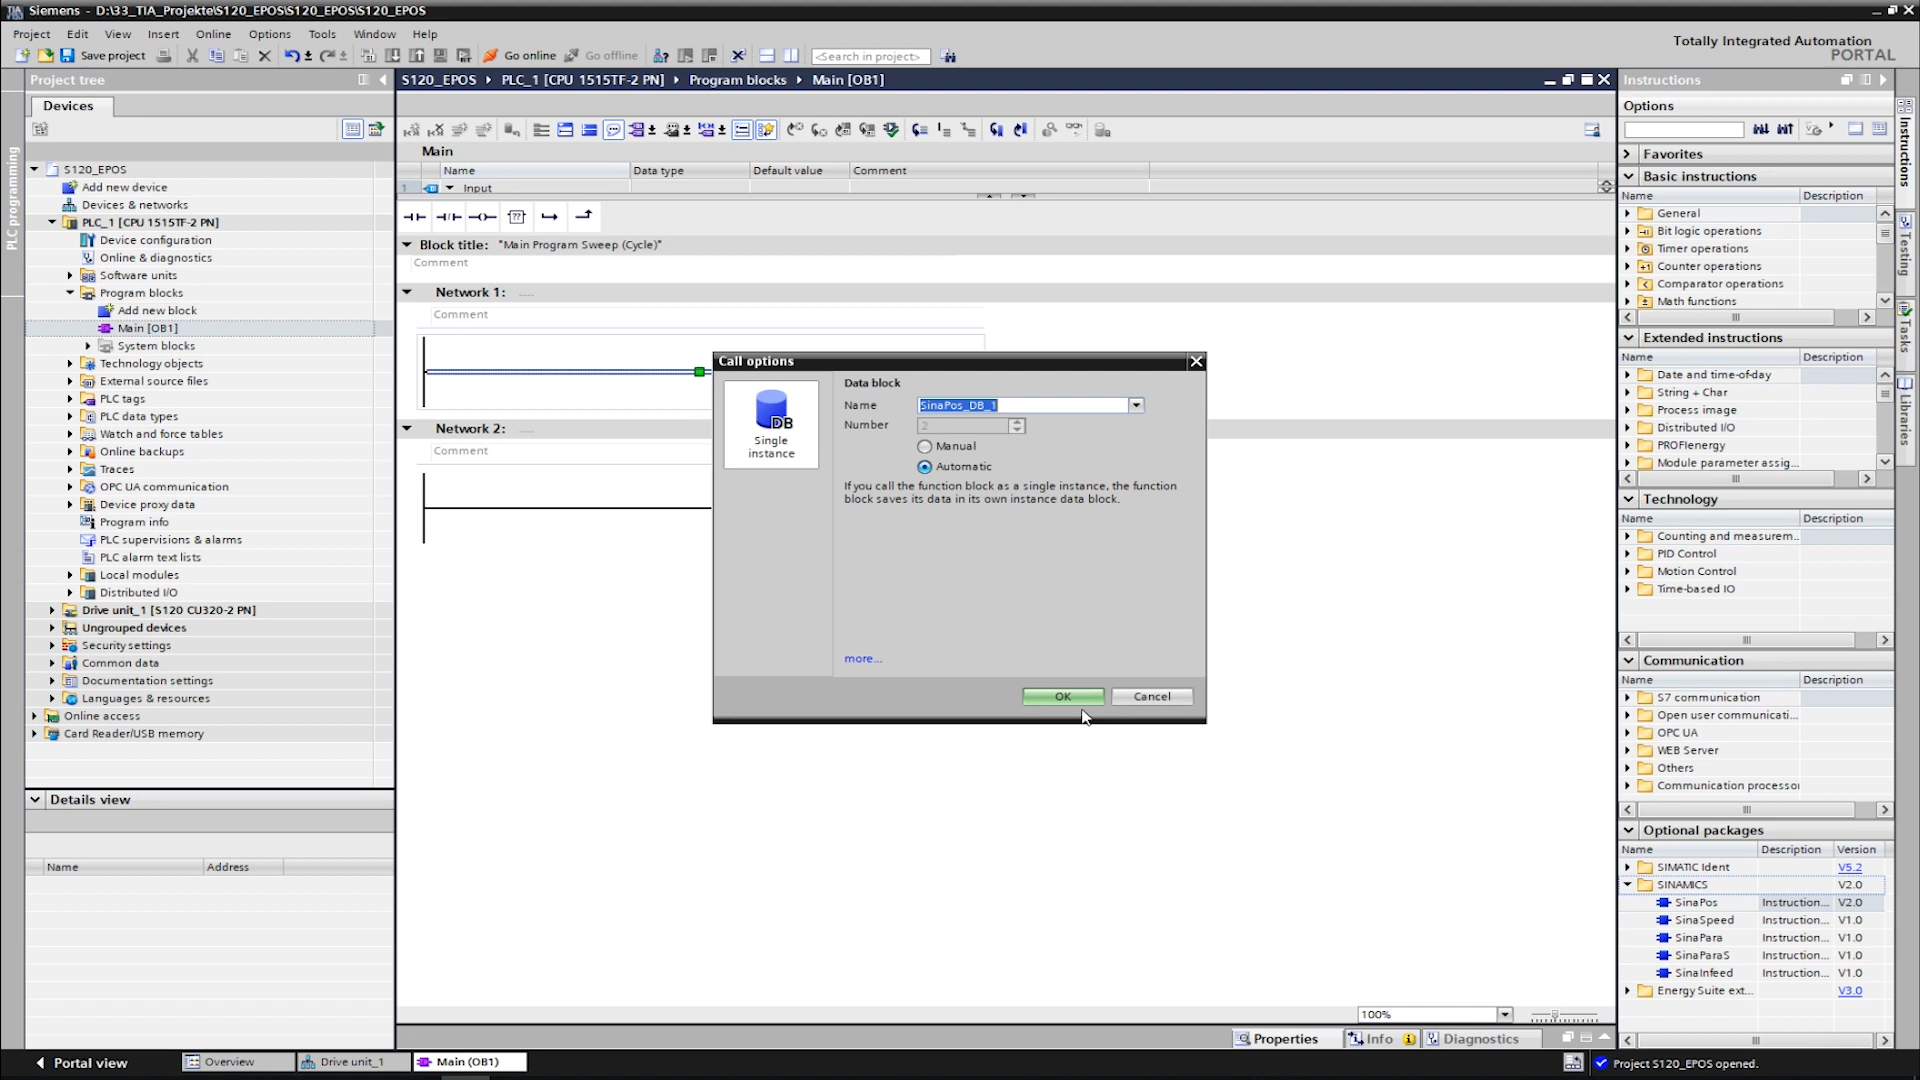 Siemens - D:\33_TIA_Projekte\S120_EPOS\S120_EPOS\S120_EPOS
Project Edit View Insert Online Options Tools Window Help
Save project
Go online
Go offline
<Search in project>
Totally Integrated Automation
PORTAL
Project tree
Devices
PLC programming
S120_EPOS
Add new device
Devices & networks
PLC_1 [CPU 1515TF-2 PN]
Device configuration
Online & diagnostics
Software units
Program blocks
Add new block
Main [OB1]
System blocks
Technology objects
External source files
PLC tags
PLC data types
Watch and force tables
Online backups
Traces
OPC UA communication
Device proxy data
Program info
PLC supervisions & alarms
PLC alarm text lists
Local modules
Distributed I/O
Drive unit_1 [S120 CU320-2 PN]
Ungrouped devices
Security settings
Common data
Documentation settings
Languages & resources
Online access
Card Reader/USB memory
Details view
Name Address
S120_EPOS PLC_1 [CPU 1515TF-2 PN] Program blocks Main [OB1]
Main
Name Data type Default value Comment
1 Input
Block title: "Main Program Sweep (Cycle)"
Comment
Network 1: .....
Comment
Network 2: .....
Comment
Call options
DB
Single
instance
Data block
Name SinaPos_DB_1
Number 2
Manual
Automatic
If you call the function block as a single instance, the function
block saves its data in its own instance data block.
more...
OK Cancel
100%
Properties Info Diagnostics
Instructions
Options
Favorites
Basic instructions
Name Description
General
Bit logic operations
Timer operations
Counter operations
Comparator operations
Math functions
Extended instructions
Name Description
Date and time-of-day
String + Char
Process image
Distributed I/O
PROFIenergy
Module parameter assig...
Technology
Name Description
Counting and measurem..
PID Control
Motion Control
Time-based IO
Communication
Name Description
S7 communication
Open user communicati...
OPC UA
WEB Server
Others
Communication processor
Optional packages
Name Description Version
SIMATIC Ident V5.2
SINAMICS V2.0
SinaPos Instruction... V2.0
SinaSpeed Instruction... V1.0
SinaPara Instruction... V1.0
SinaParaS Instruction... V1.0
SinaInfeed Instruction... V1.0
Energy Suite ext... V3.0
Instructions
Testing
Tasks
Libraries
Portal view Overview Drive unit_1 Main (OB1)
Project S120_EPOS opened.